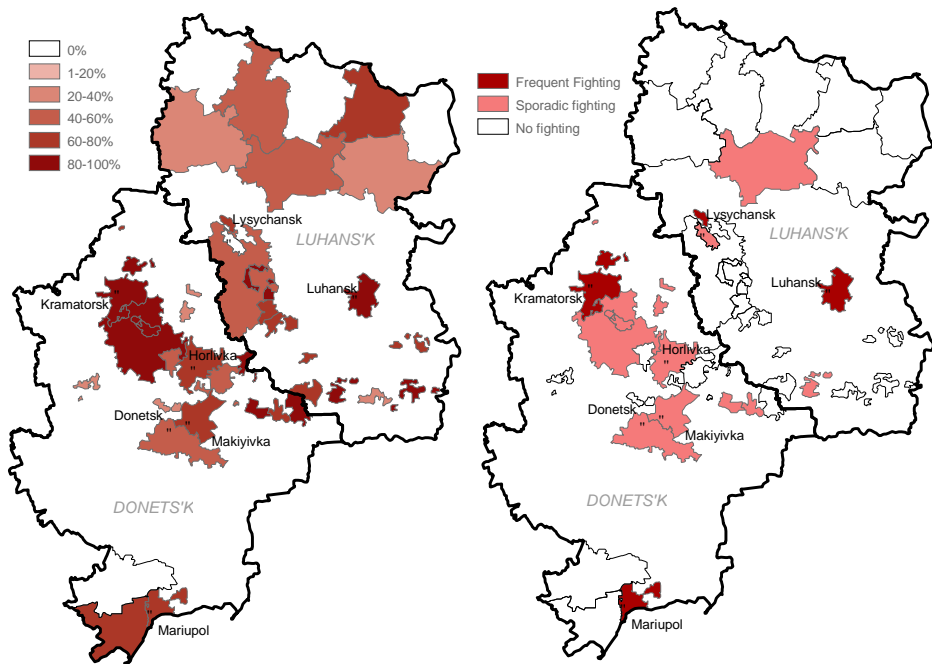 0%
1-20%
20-40%
40-60%
60-80%
80-100%
Lysychansk
LUHANS'K
Luhansk
Kramatorsk
Horlivka
Donetsk
Makiyivka
DONETS'K
Mariupol
Frequent Fighting
Sporadic fighting
No fighting
Lysychansk
LUHANS'K
Luhansk
Kramatorsk
Horlivka
Donetsk
Makiyivka
DONETS'K
Mariupol